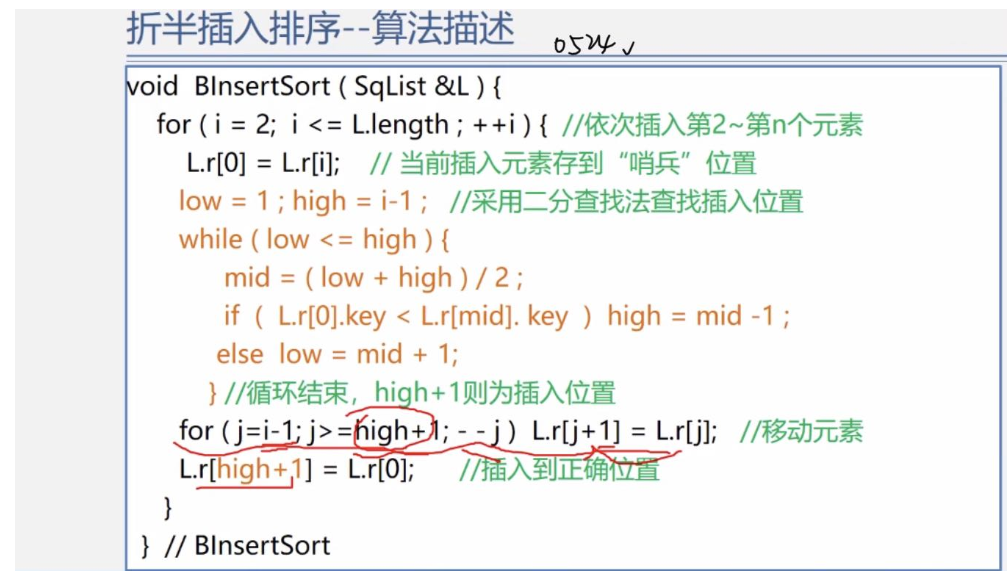 折半插入排序--算法描述
0524✓
void BInsertSort ( SqList &L ) {
for ( i = 2; i <= L.length ; ++i ) { //依次插入第2~第n个元素
L.r[0] = L.r[i]; // 当前插入元素存到“哨兵”位置
low = 1 ; high = i-1 ; //采用二分查找法查找插入位置
while ( low <= high ) {
mid = ( low + high ) / 2 ;
if ( L.r[0].key < L.r[mid]. key ) high = mid -1 ;
else low = mid + 1;
} //循环结束，high+1则为插入位置
for ( j=i-1; j>=high+1; - - j ) L.r[j+1] = L.r[j]; //移动元素
L.r[high+1] = L.r[0]; //插入到正确位置
}
} // BInsertSort